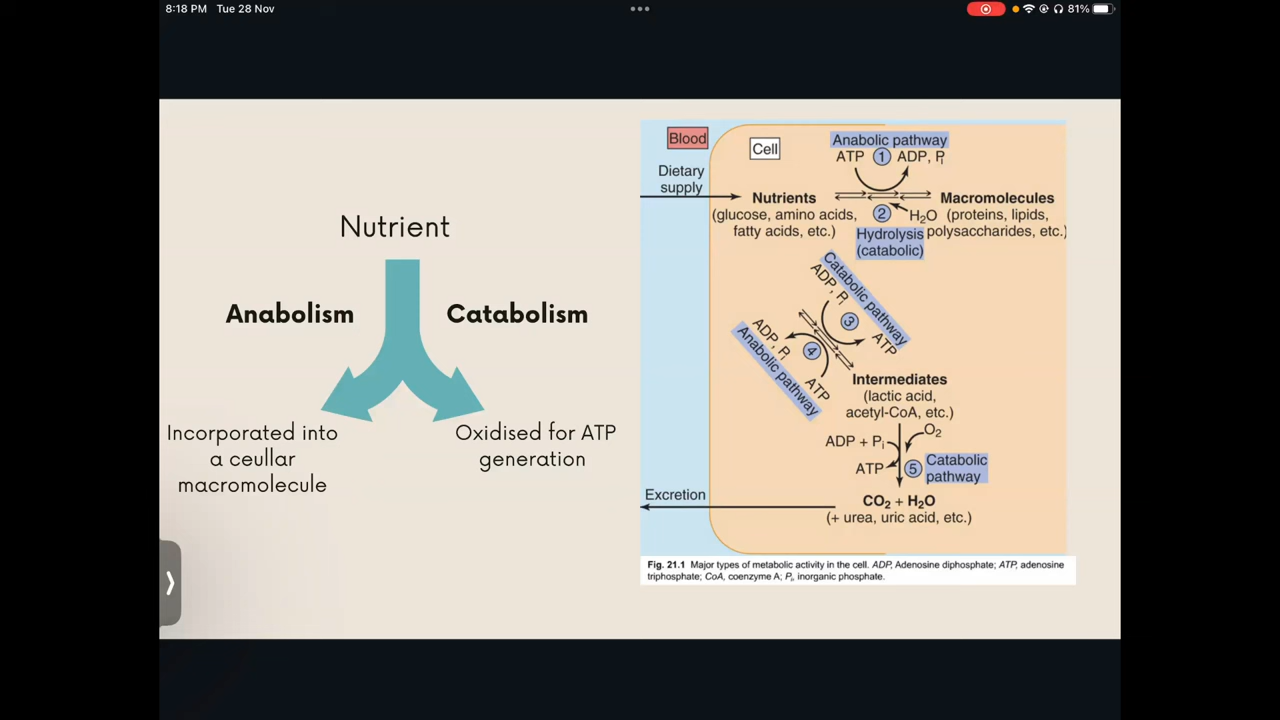 8:18 PM Tue 28 Nov
81%
Nutrient
Anabolism
Catabolism
Incorporated into
a ceullar
macromolecule
Oxidised for ATP
generation
Blood
Cell
Dietary
supply
Anabolic pathway
ATP 1 ADP, Pi
Nutrients
(glucose, amino acids,
fatty acids, etc.)
2 H2O
Hydrolysis
(catabolic)
Macromolecules
(proteins, lipids,
polysaccharides, etc.)
Catabolic pathway
ADP, Pi
3
ATP
ADP, Pi
4
ATP
Anabolic pathway
Intermediates
(lactic acid,
acetyl-CoA, etc.)
O2
ADP + Pi
ATP
5 Catabolic
pathway
Excretion
CO2 + H2O
(+ urea, uric acid, etc.)
Fig. 21.1 Major types of metabolic activity in the cell. ADP, Adenosine diphosphate; ATP, adenosine
triphosphate; CoA, coenzyme A; Pi, inorganic phosphate.